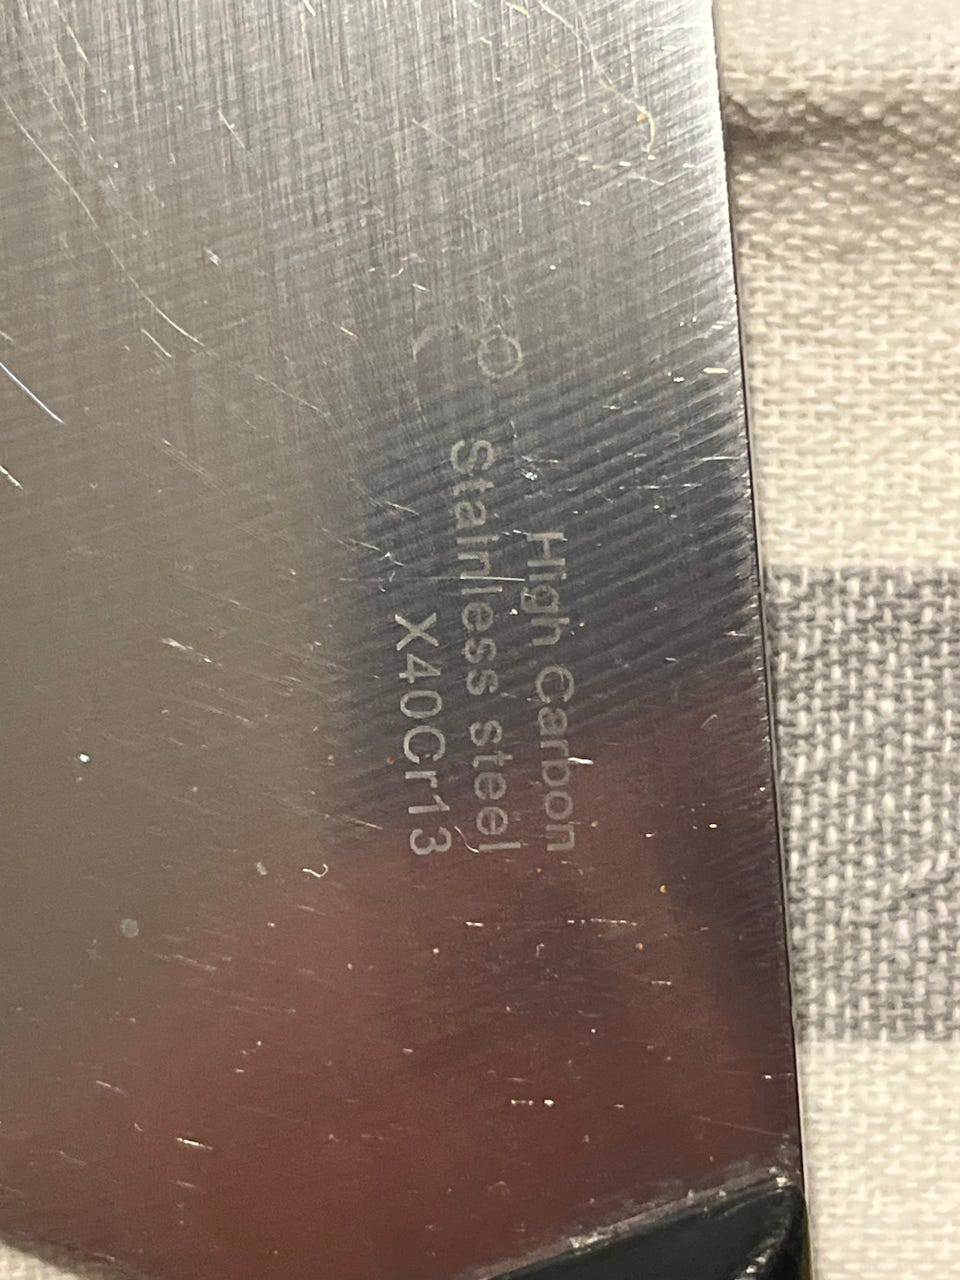 High Carbon
Stainless steel
X40Cr13